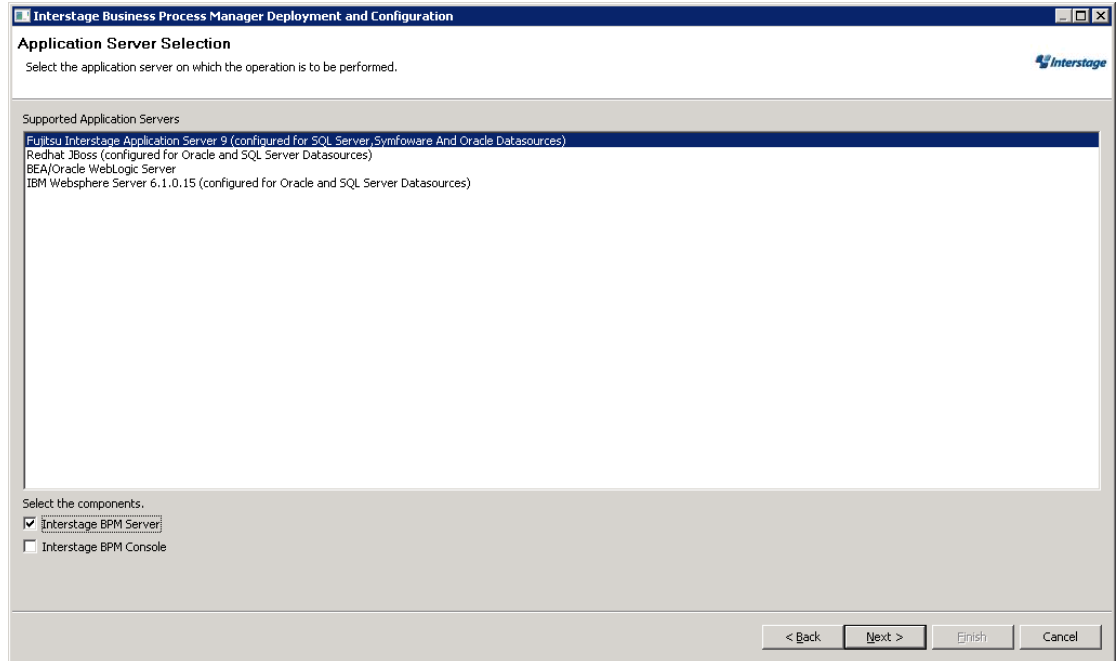 Interstage Business Process Manager Deployment and Configuration
Application Server Selection
Select the application server on which the operation is to be performed.
Interstage
Supported Application Servers
Fujitsu Interstage Application Server 9 (configured for SQL Server,Symfoware And Oracle Datasources)
Redhat JBoss (configured for Oracle and SQL Server Datasources)
BEA/Oracle WebLogic Server
IBM Websphere Server 6.1.0.15 (configured for Oracle and SQL Server Datasources)
Select the components.
Interstage BPM Server
Interstage BPM Console
< Back Next > Finish Cancel